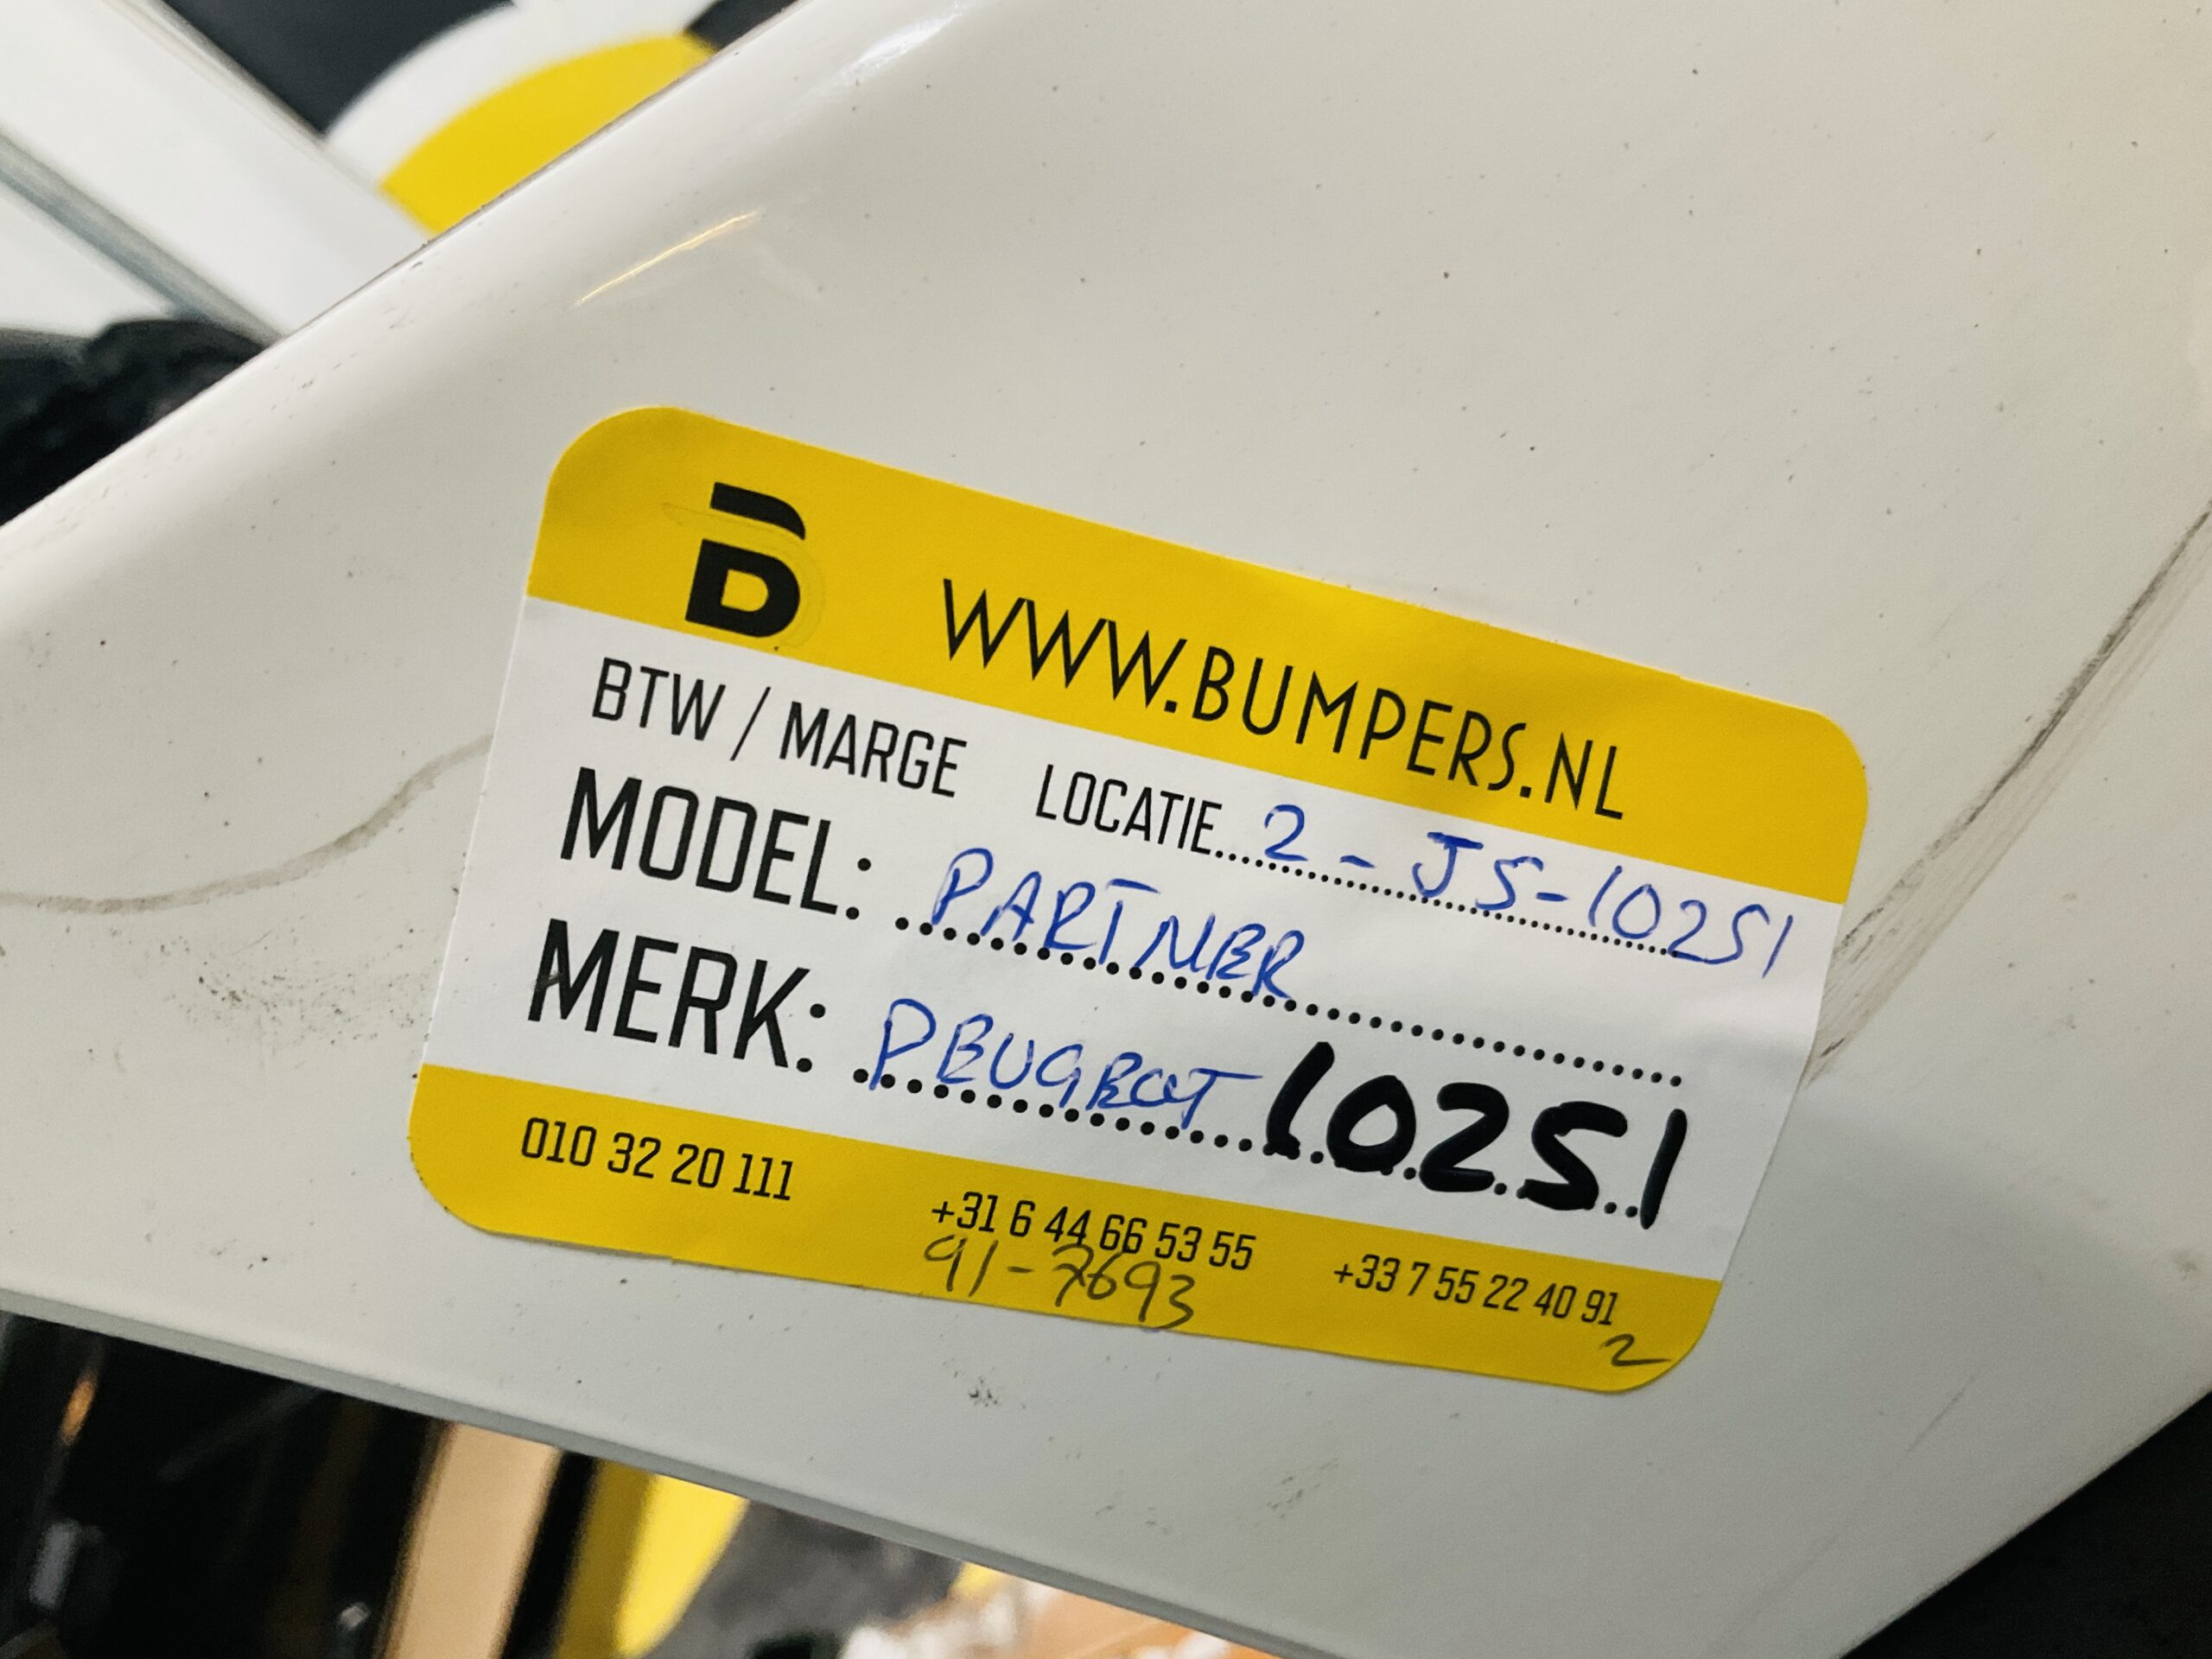 B WWW.BUMPERS.NL
BTW / MARGE LOCATIE....2 - JS-10251
MODEL: PARTNER
MERK: PEUGEOT 10251
010 32 20 111 +31 6 44 66 53 55 +33 7 55 22 40 91
91-7693 2